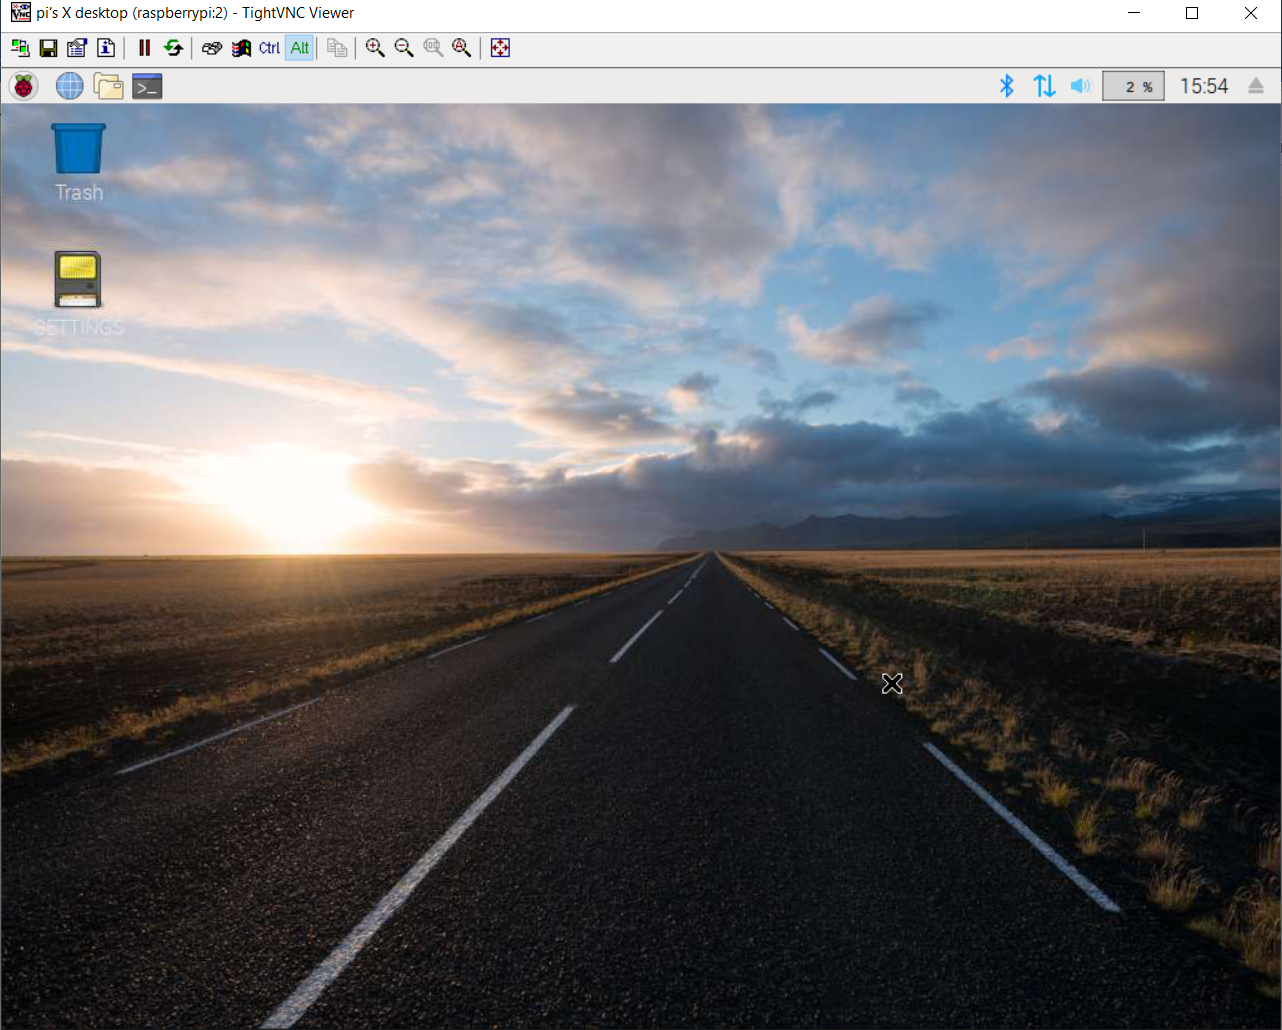 pi's X desktop (raspberrypi:2) - TightVNC Viewer
Ctrl Alt
2 % 15:54
Trash
SETTINGS